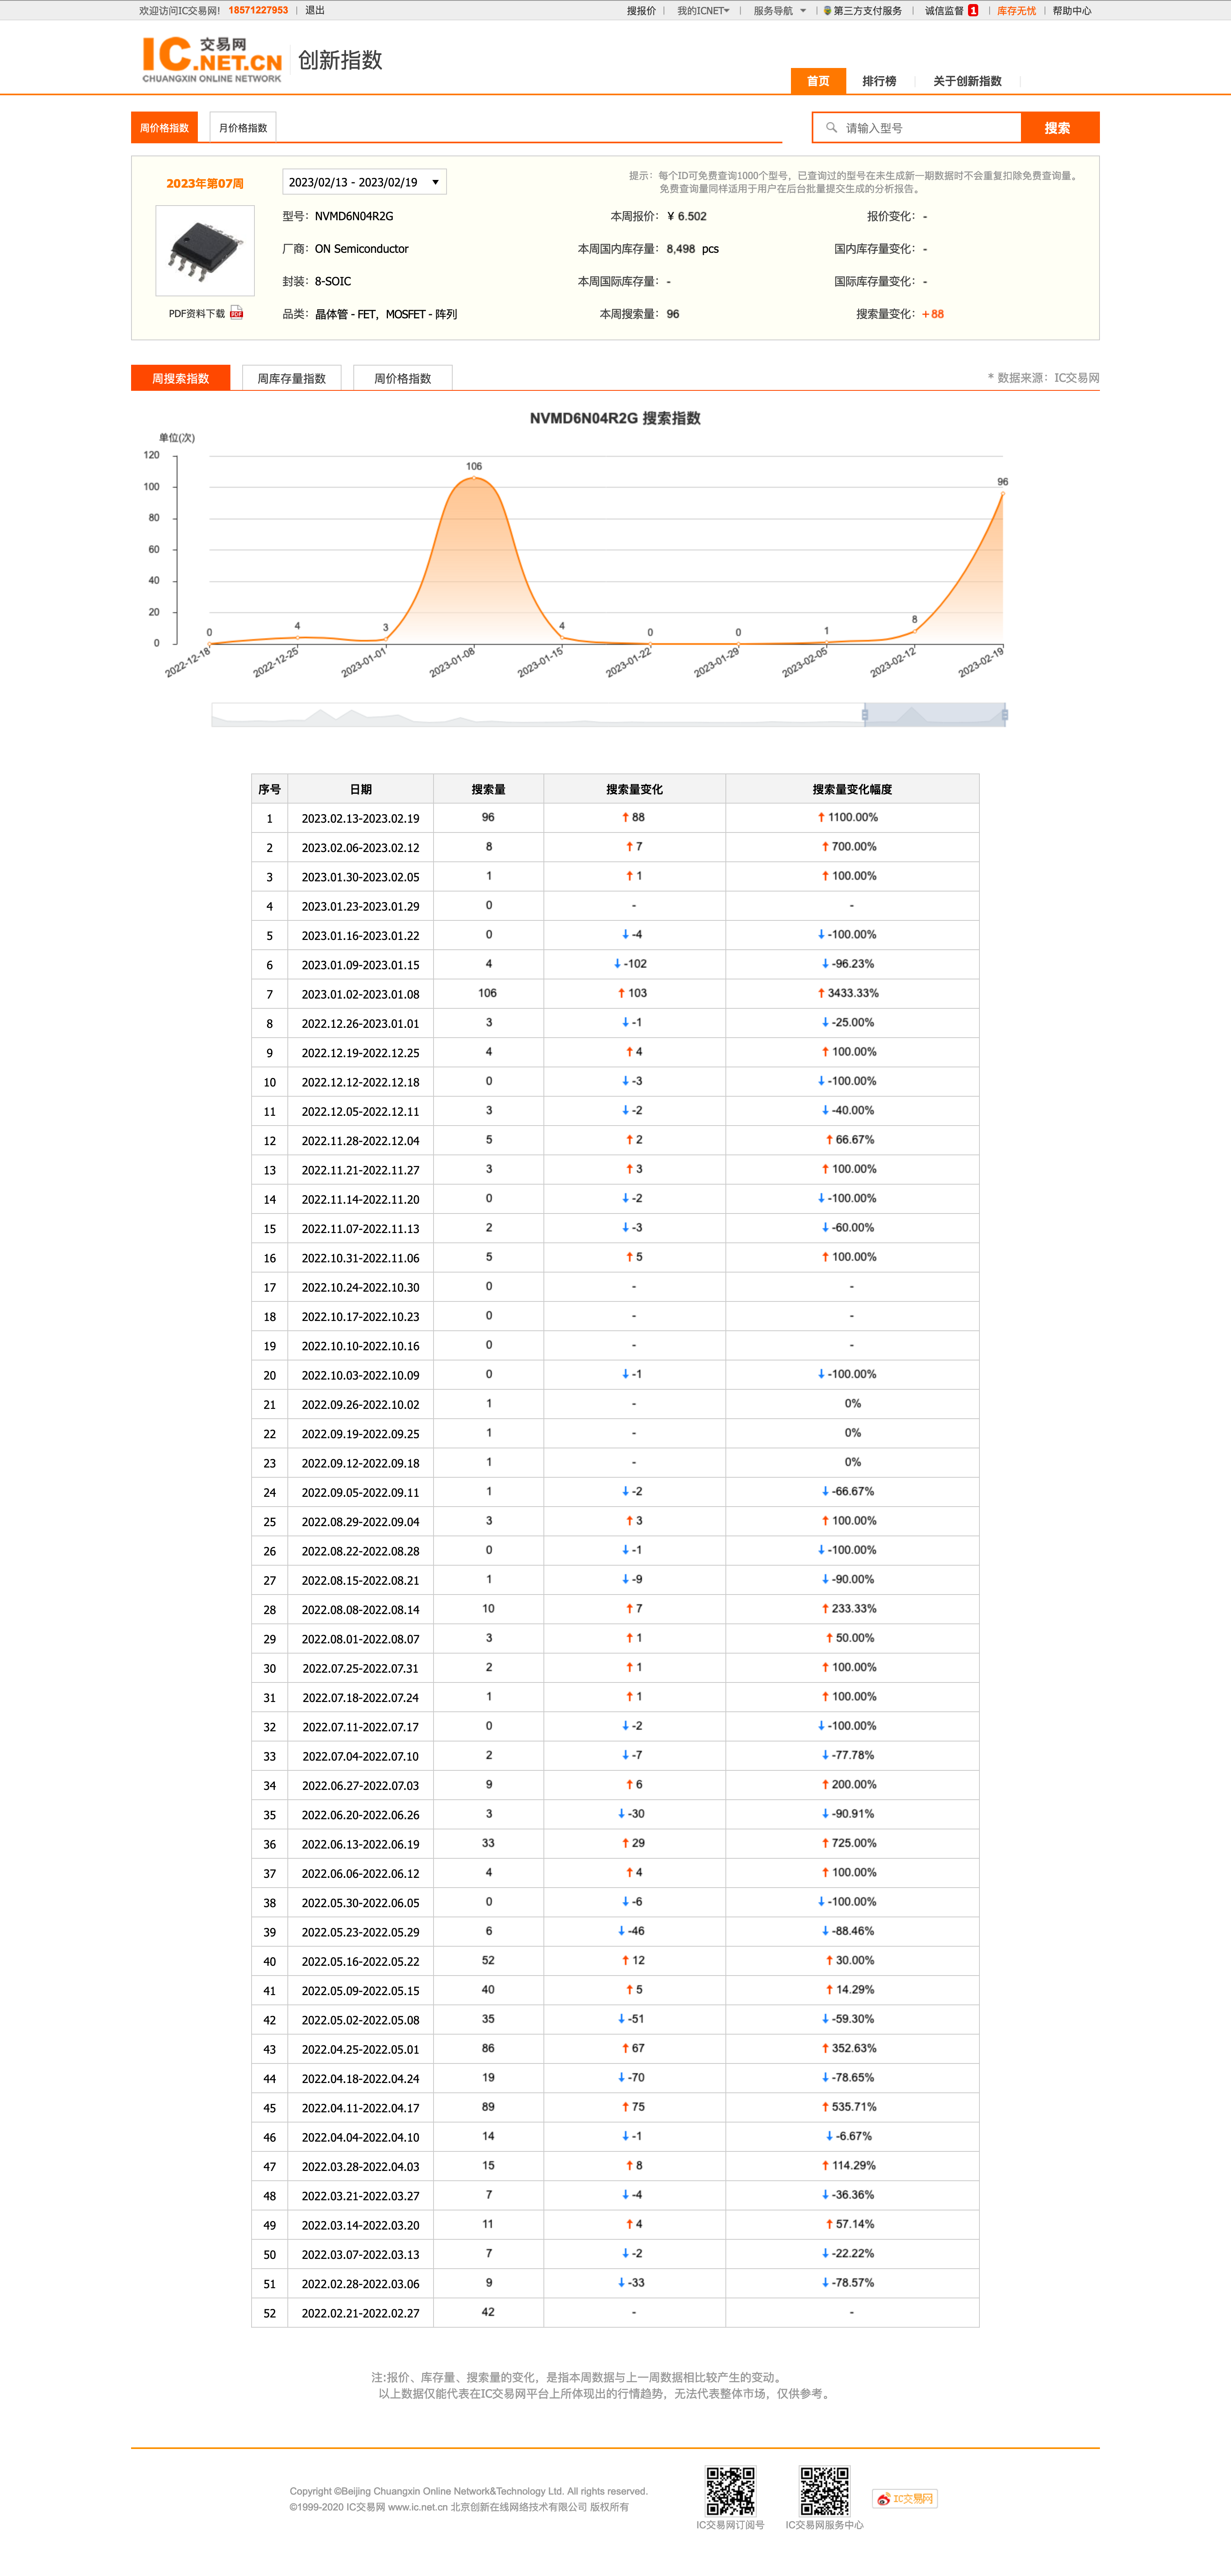 欢迎访问IC交易网! 18571227953 | 退出 搜报价 | 我的ICNET | 服务导航 | 第三方支付服务 | 诚信监督 1 | 库存无忧 | 帮助中心
IC 交易网 .NET.CN 创新指数
CHUANGXIN ONLINE NETWORK
首页 排行榜 关于创新指数
周价格指数 月价格指数 请输入型号 搜索
2023年第07周 2023/02/13 - 2023/02/19 提示：每个ID可免费查询1000个型号，已查询过的型号在未生成新一期数据时不会重复扣除免费查询量。
免费查询量同样适用于用户在后台批量提交生成的分析报告。
型号：NVMD6N04R2G 本周报价：¥ 6.502 报价变化：-
厂商：ON Semiconductor 本周国内库存量：8,498 pcs 国内库存量变化：-
封装：8-SOIC 本周国际库存量：- 国际库存量变化：-
PDF资料下载 PDF 品类：晶体管 - FET，MOSFET - 阵列 本周搜索量：96 搜索量变化：+88
周搜索指数 周库存量指数 周价格指数 * 数据来源：IC交易网
NVMD6N04R2G 搜索指数
单位(次)
120
106
100
96
80
60
40
20
0 0 4 3 4 0 0 1 8
2022-12-18 2022-12-25 2023-01-01 2023-01-08 2023-01-15 2023-01-22 2023-01-29 2023-02-05 2023-02-12 2023-02-19
序号 日期 搜索量 搜索量变化 搜索量变化幅度
1 2023.02.13-2023.02.19 96 ↑ 88 ↑ 1100.00%
2 2023.02.06-2023.02.12 8 ↑ 7 ↑ 700.00%
3 2023.01.30-2023.02.05 1 ↑ 1 ↑ 100.00%
4 2023.01.23-2023.01.29 0 - -
5 2023.01.16-2023.01.22 0 ↓ -4 ↓ -100.00%
6 2023.01.09-2023.01.15 4 ↓ -102 ↓ -96.23%
7 2023.01.02-2023.01.08 106 ↑ 103 ↑ 3433.33%
8 2022.12.26-2023.01.01 3 ↓ -1 ↓ -25.00%
9 2022.12.19-2022.12.25 4 ↑ 4 ↑ 100.00%
10 2022.12.12-2022.12.18 0 ↓ -3 ↓ -100.00%
11 2022.12.05-2022.12.11 3 ↓ -2 ↓ -40.00%
12 2022.11.28-2022.12.04 5 ↑ 2 ↑ 66.67%
13 2022.11.21-2022.11.27 3 ↑ 3 ↑ 100.00%
14 2022.11.14-2022.11.20 0 ↓ -2 ↓ -100.00%
15 2022.11.07-2022.11.13 2 ↓ -3 ↓ -60.00%
16 2022.10.31-2022.11.06 5 ↑ 5 ↑ 100.00%
17 2022.10.24-2022.10.30 0 - -
18 2022.10.17-2022.10.23 0 - -
19 2022.10.10-2022.10.16 0 - -
20 2022.10.03-2022.10.09 0 ↓ -1 ↓ -100.00%
21 2022.09.26-2022.10.02 1 - 0%
22 2022.09.19-2022.09.25 1 - 0%
23 2022.09.12-2022.09.18 1 - 0%
24 2022.09.05-2022.09.11 1 ↓ -2 ↓ -66.67%
25 2022.08.29-2022.09.04 3 ↑ 3 ↑ 100.00%
26 2022.08.22-2022.08.28 0 ↓ -1 ↓ -100.00%
27 2022.08.15-2022.08.21 1 ↓ -9 ↓ -90.00%
28 2022.08.08-2022.08.14 10 ↑ 7 ↑ 233.33%
29 2022.08.01-2022.08.07 3 ↑ 1 ↑ 50.00%
30 2022.07.25-2022.07.31 2 ↑ 1 ↑ 100.00%
31 2022.07.18-2022.07.24 1 ↑ 1 ↑ 100.00%
32 2022.07.11-2022.07.17 0 ↓ -2 ↓ -100.00%
33 2022.07.04-2022.07.10 2 ↓ -7 ↓ -77.78%
34 2022.06.27-2022.07.03 9 ↑ 6 ↑ 200.00%
35 2022.06.20-2022.06.26 3 ↓ -30 ↓ -90.91%
36 2022.06.13-2022.06.19 33 ↑ 29 ↑ 725.00%
37 2022.06.06-2022.06.12 4 ↑ 4 ↑ 100.00%
38 2022.05.30-2022.06.05 0 ↓ -6 ↓ -100.00%
39 2022.05.23-2022.05.29 6 ↓ -46 ↓ -88.46%
40 2022.05.16-2022.05.22 52 ↑ 12 ↑ 30.00%
41 2022.05.09-2022.05.15 40 ↑ 5 ↑ 14.29%
42 2022.05.02-2022.05.08 35 ↓ -51 ↓ -59.30%
43 2022.04.25-2022.05.01 86 ↑ 67 ↑ 352.63%
44 2022.04.18-2022.04.24 19 ↓ -70 ↓ -78.65%
45 2022.04.11-2022.04.17 89 ↑ 75 ↑ 535.71%
46 2022.04.04-2022.04.10 14 ↓ -1 ↓ -6.67%
47 2022.03.28-2022.04.03 15 ↑ 8 ↑ 114.29%
48 2022.03.21-2022.03.27 7 ↓ -4 ↓ -36.36%
49 2022.03.14-2022.03.20 11 ↑ 4 ↑ 57.14%
50 2022.03.07-2022.03.13 7 ↓ -2 ↓ -22.22%
51 2022.02.28-2022.03.06 9 ↓ -33 ↓ -78.57%
52 2022.02.21-2022.02.27 42 - -
注:报价、库存量、搜索量的变化，是指本周数据与上一周数据相比较产生的变动。
以上数据仅能代表在IC交易网平台上所体现出的行情趋势，无法代表整体市场，仅供参考。
Copyright ©Beijing Chuangxin Online Network&Technology Ltd. All rights reserved.
©1999-2020 IC交易网 www.ic.net.cn 北京创新在线网络技术有限公司 版权所有
IC交易网
IC交易网订阅号 IC交易网服务中心